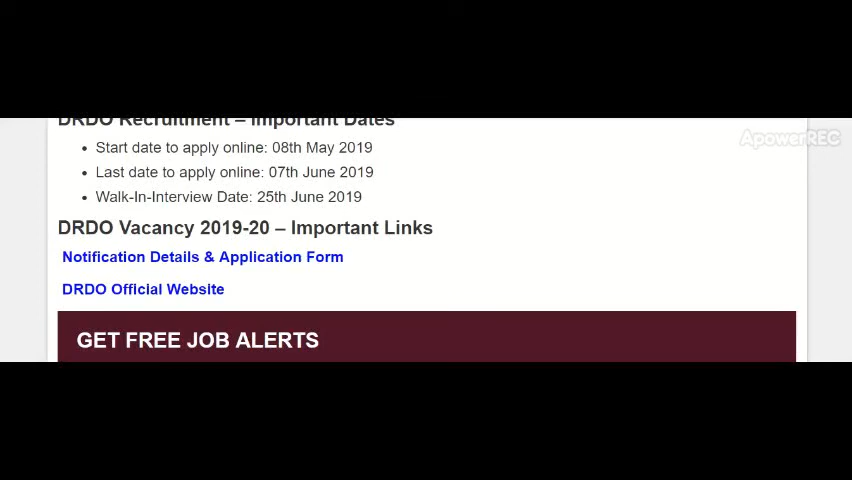 DRDO Recruitment – Important Dates
ApowerREC
Start date to apply online: 08th May 2019
Last date to apply online: 07th June 2019
Walk-In-Interview Date: 25th June 2019
DRDO Vacancy 2019-20 – Important Links
Notification Details & Application Form
DRDO Official Website
GET FREE JOB ALERTS